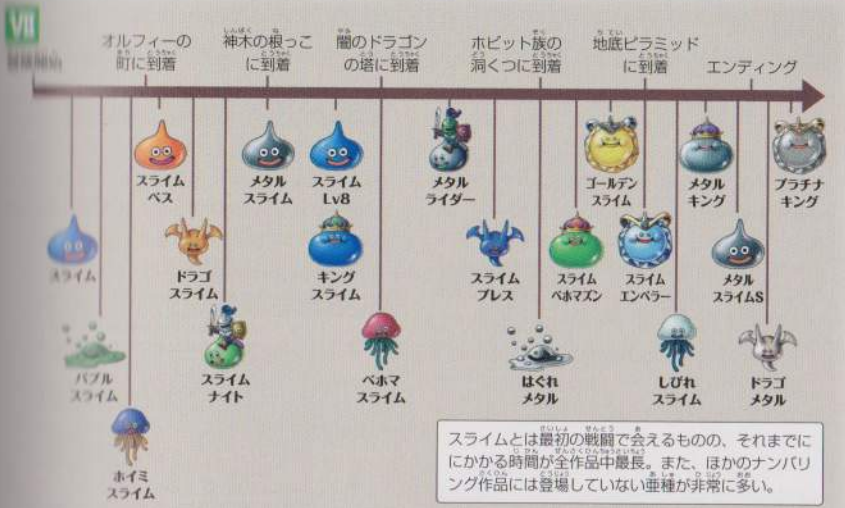 VII
冒険開始
オルフィーの
町に到着
神木の根っこ
に到着
闇のドラゴン
の塔に到着
ホビット族の
洞くつに到着
地底ピラミッド
に到着
エンディング
スライム
ベス
メタル
スライム
スライム
Lv8
メタル
ライダー
ゴールデン
スライム
メタル
キング
プラチナ
キング
スライム
ドラゴ
スライム
キング
スライム
スライム
ブレス
スライム
ベホマズン
スライム
エンペラー
メタル
スライムS
バブル
スライム
スライム
ナイト
ベホマ
スライム
はぐれ
メタル
しびれ
スライム
ドラゴ
メタル
ホイミ
スライム
スライムとは最初の戦闘で会えるものの、それまでに
にかかる時間が全作品中最長。また、ほかのナンバリ
ング作品には登場していない亜種が非常に多い。